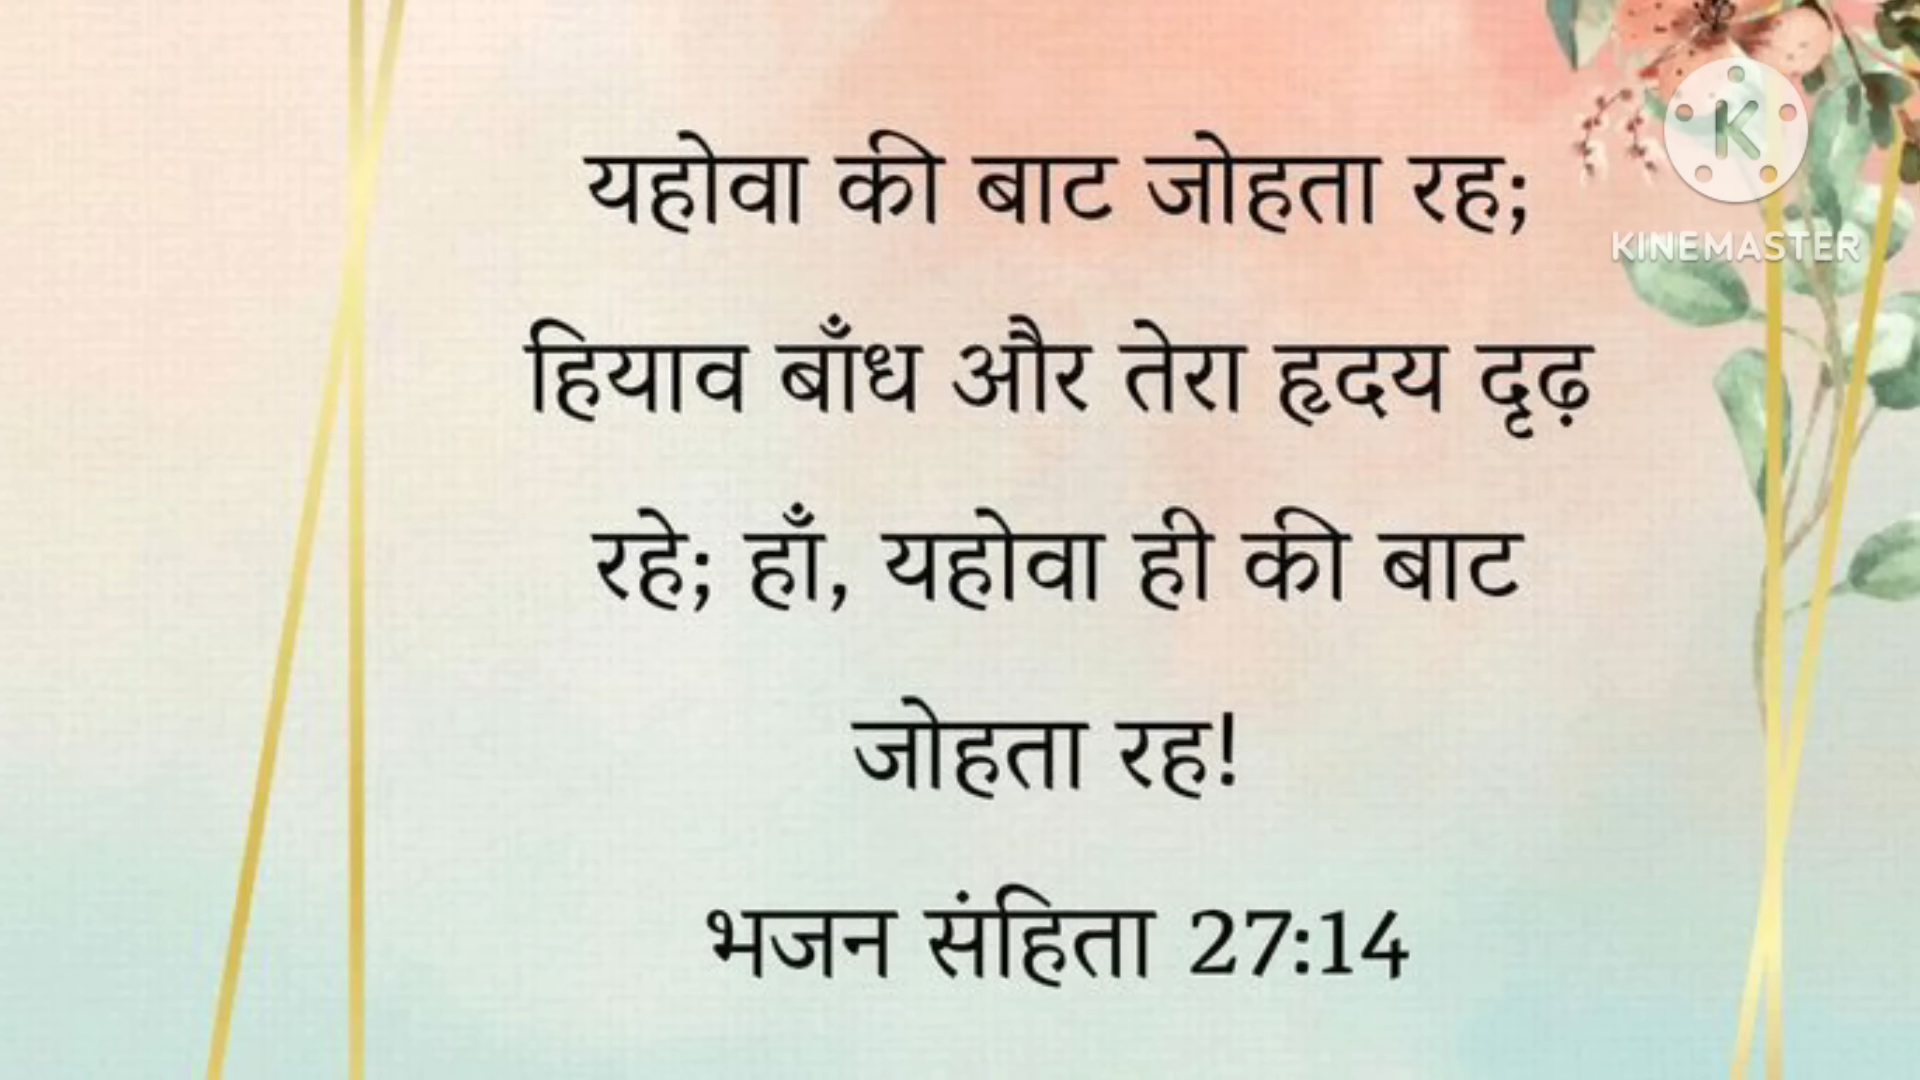 यहोवा की बाट जोहता रह;
KINEMASTER
हियाव बाँध और तेरा हृदय दृढ़
रहे; हाँ, यहोवा ही की बाट
जोहता रह!
भजन संहिता 27:14